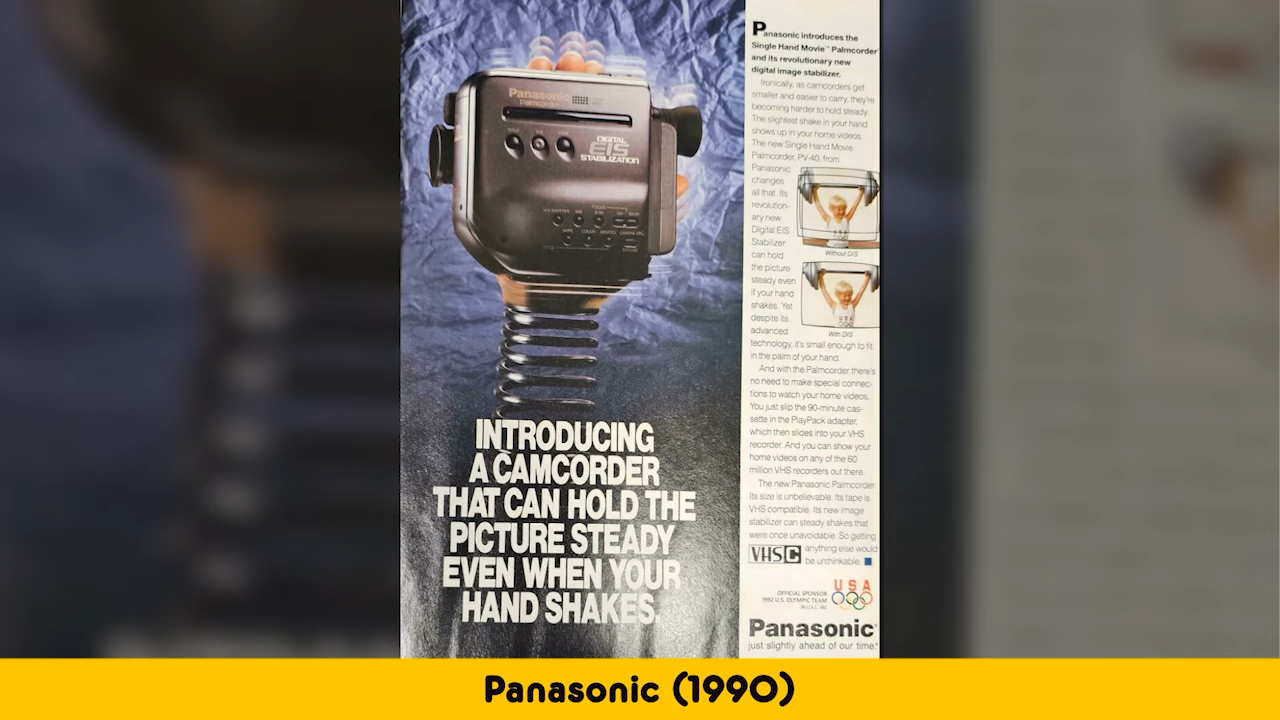 Panasonic
Palmcorder
DIGITAL
EIS
STABILIZATION
FOCUS
INTRODUCING
A CAMCORDER
THAT CAN HOLD THE
PICTURE STEADY
EVEN WHEN YOUR
HAND SHAKES.
Panasonic introduces the
Single Hand Movie™ Palmcorder
and its revolutionary new
digital image stabilizer.
Ironically, as camcorders get
smaller and easier to carry, they're
becoming harder to hold steady.
The slightest shake in your hand
shows up in your home videos.
The new Single Hand Movie
Palmcorder, PV-40, from
Panasonic
changes
all that. Its
revolution-
ary new
Digital EIS
Stabilizer
can hold
the picture
steady even
if your hand
shakes. Yet
despite its
advanced
technology, it's small enough to fit
in the palm of your hand.
Without DIS
With DIS
And with the Palmcorder there's
no need to make special connec-
tions to watch your home videos.
You just slip the 90-minute cas-
sette in the PlayPack adapter,
which then slides into your VHS
recorder. And you can show your
home videos on any of the 60
million VHS recorders out there.
The new Panasonic Palmcorder.
Its size is unbelievable. Its tape is
VHS compatible. Its new image
stabilizer can steady shakes that
were once unavoidable. So getting
anything else would
be unthinkable.
VHS C
USA
OFFICIAL SPONSOR
1992 U.S. OLYMPIC TEAM
Panasonic
just slightly ahead of our time.®
Panasonic (1990)